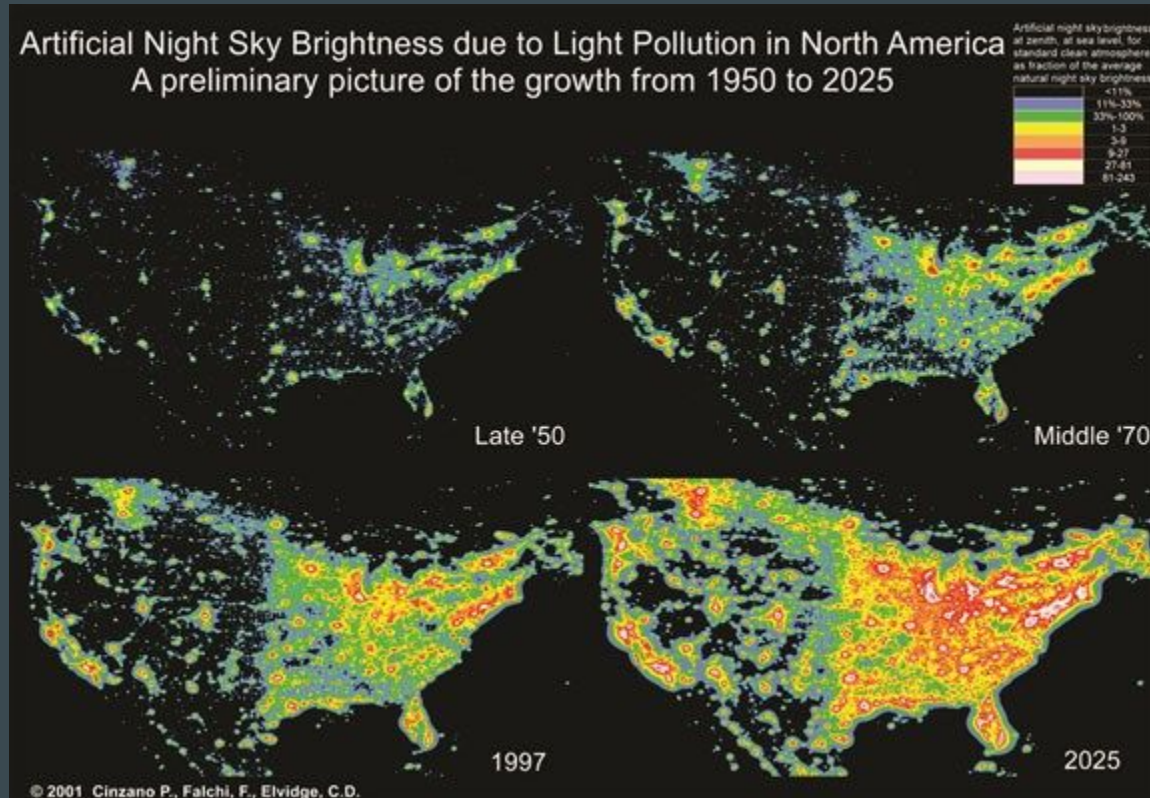 Artificial Night Sky Brightness due to Light Pollution in North America
A preliminary picture of the growth from 1950 to 2025
Artificial night sky brightness
at zenith, at sea level, for
standard clean atmosphere
as fraction of the average
natural night sky brightness
<11%
11%-33%
33%-100%
1-3
3-9
9-27
27-81
81-243
Late '50
Middle '70
1997
2025
© 2001 Cinzano P., Falchi, F., Elvidge, C.D.